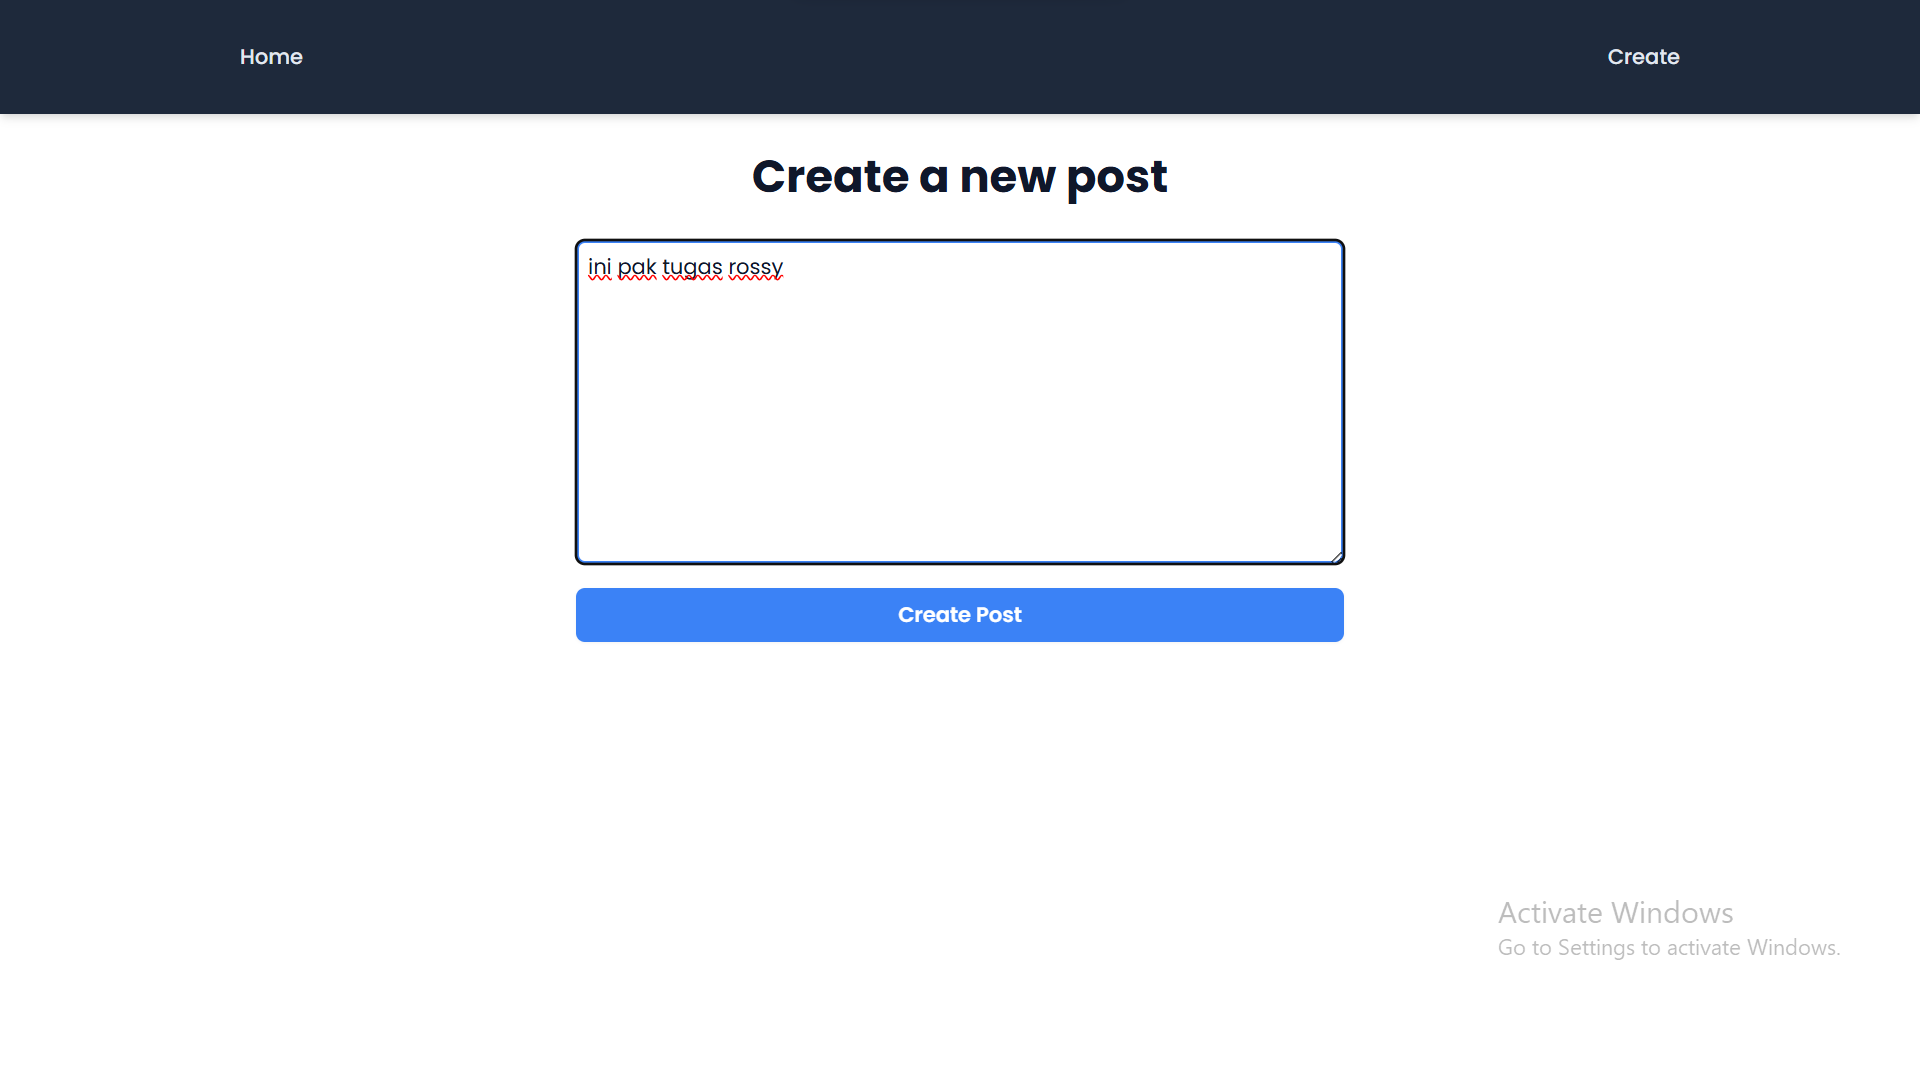 Home
Create
Create a new post
ini pak tugas rossy
Create Post
Activate Windows
Go to Settings to activate Windows.